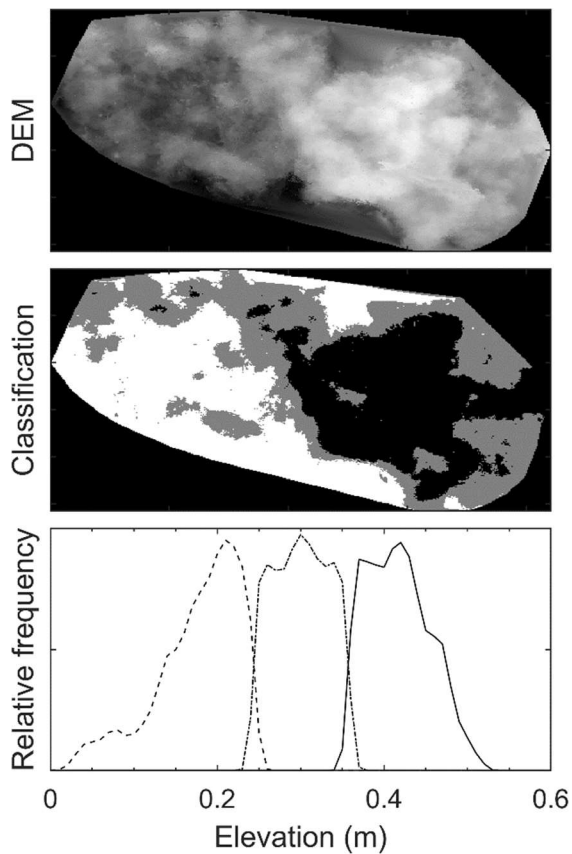 DEM
Classification
Relative frequency
0
0.2
0.4
0.6
Elevation (m)